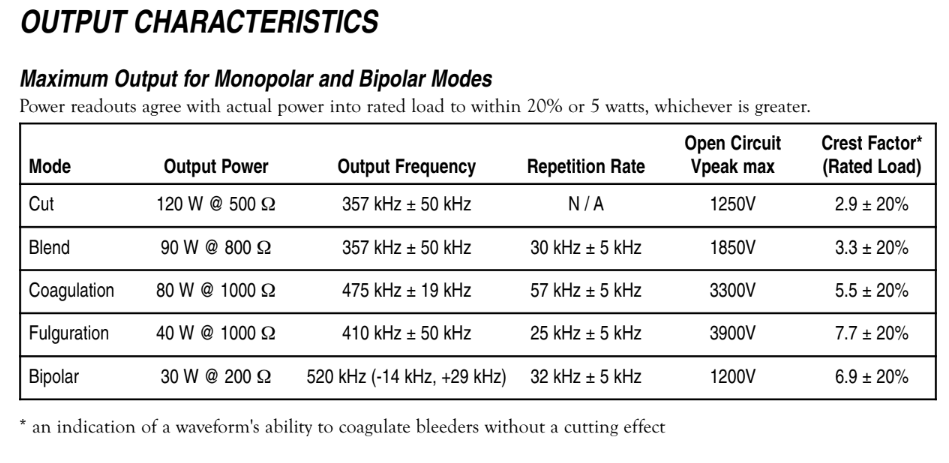 OUTPUT CHARACTERISTICS
Maximum Output for Monopolar and Bipolar Modes
Power readouts agree with actual power into rated load to within 20% or 5 watts, whichever is greater.
Open Circuit Crest Factor*
Mode Output Power Output Frequency Repetition Rate Vpeak max (Rated Load)
Cut 120 W @ 500 Ω 357 kHz ± 50 kHz N / A 1250V 2.9 ± 20%
Blend 90 W @ 800 Ω 357 kHz ± 50 kHz 30 kHz ± 5 kHz 1850V 3.3 ± 20%
Coagulation 80 W @ 1000 Ω 475 kHz ± 19 kHz 57 kHz ± 5 kHz 3300V 5.5 ± 20%
Fulguration 40 W @ 1000 Ω 410 kHz ± 50 kHz 25 kHz ± 5 kHz 3900V 7.7 ± 20%
Bipolar 30 W @ 200 Ω 520 kHz (-14 kHz, +29 kHz) 32 kHz ± 5 kHz 1200V 6.9 ± 20%
* an indication of a waveform's ability to coagulate bleeders without a cutting effect